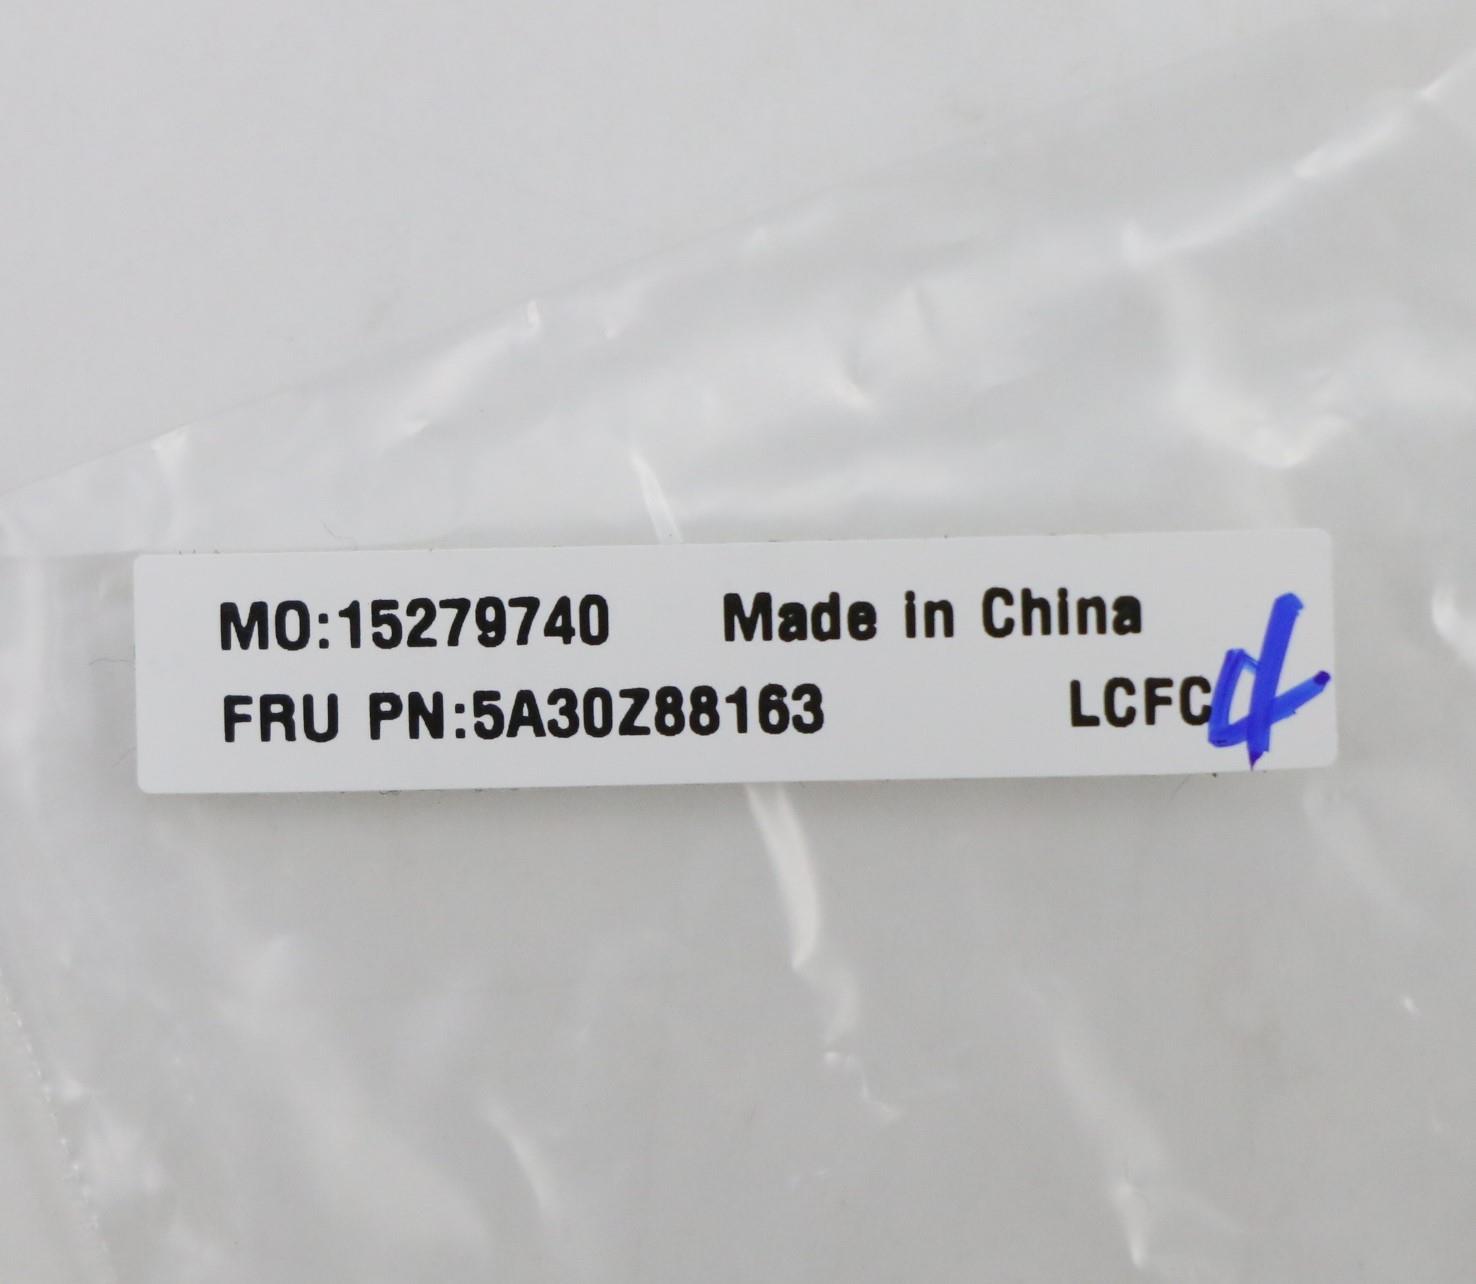 MO:15279740 Made in China
FRU PN:5A30Z88163 LCFC